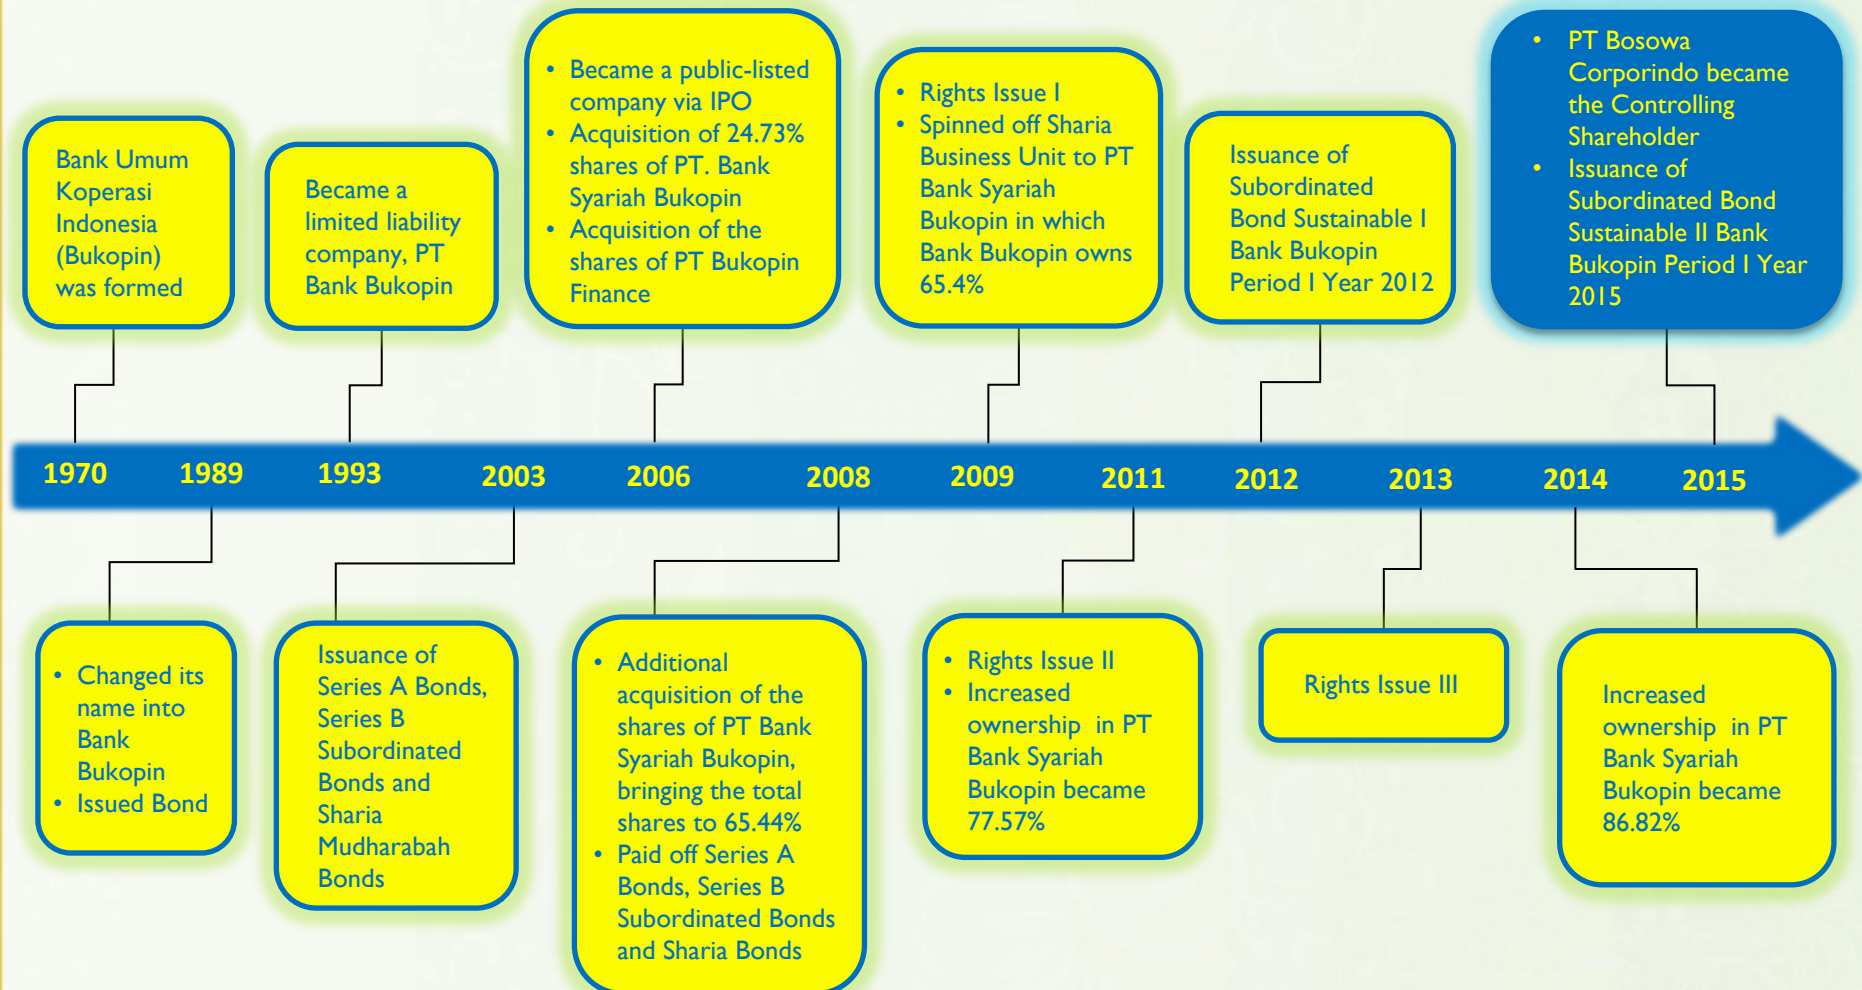 Bank Umum
Koperasi
Indonesia
(Bukopin)
was formed
Became a
limited liability
company, PT
Bank Bukopin
• Became a public-listed
company via IPO
• Acquisition of 24.73%
shares of PT. Bank
Syariah Bukopin
• Acquisition of the
shares of PT Bukopin
Finance
• Rights Issue I
• Spinned off Sharia
Business Unit to PT
Bank Syariah
Bukopin in which
Bank Bukopin owns
65.4%
Issuance of
Subordinated
Bond Sustainable I
Bank Bukopin
Period I Year 2012
• PT Bosowa
Corporindo became
the Controlling
Shareholder
• Issuance of
Subordinated Bond
Sustainable II Bank
Bukopin Period I Year
2015
1970 1989 1993 2003 2006 2008 2009 2011 2012 2013 2014 2015
• Changed its
name into
Bank
Bukopin
• Issued Bond
Issuance of
Series A Bonds,
Series B
Subordinated
Bonds and
Sharia
Mudharabah
Bonds
• Additional
acquisition of the
shares of PT Bank
Syariah Bukopin,
bringing the total
shares to 65.44%
• Paid off Series A
Bonds, Series B
Subordinated Bonds
and Sharia Bonds
• Rights Issue II
• Increased
ownership in PT
Bank Syariah
Bukopin became
77.57%
Rights Issue III
Increased
ownership in PT
Bank Syariah
Bukopin became
86.82%